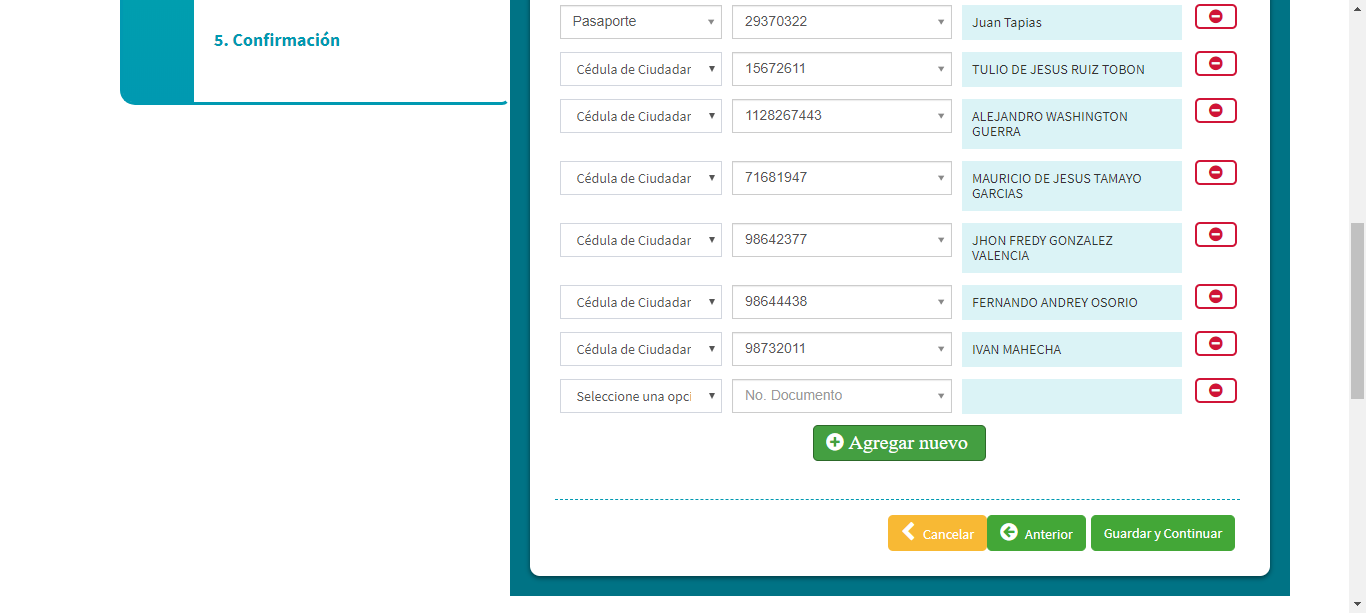 5. Confirmación
Pasaporte 29370322 Juan Tapias
Cédula de Ciudadar 15672611 TULIO DE JESUS RUIZ TOBON
Cédula de Ciudadar 1128267443 ALEJANDRO WASHINGTON
GUERRA
Cédula de Ciudadar 71681947 MAURICIO DE JESUS TAMAYO
GARCIAS
Cédula de Ciudadar 98642377 JHON FREDY GONZALEZ
VALENCIA
Cédula de Ciudadar 98644438 FERNANDO ANDREY OSORIO
Cédula de Ciudadar 98732011 IVAN MAHECHA
Seleccione una opci No. Documento
Agregar nuevo
Cancelar Anterior Guardar y Continuar